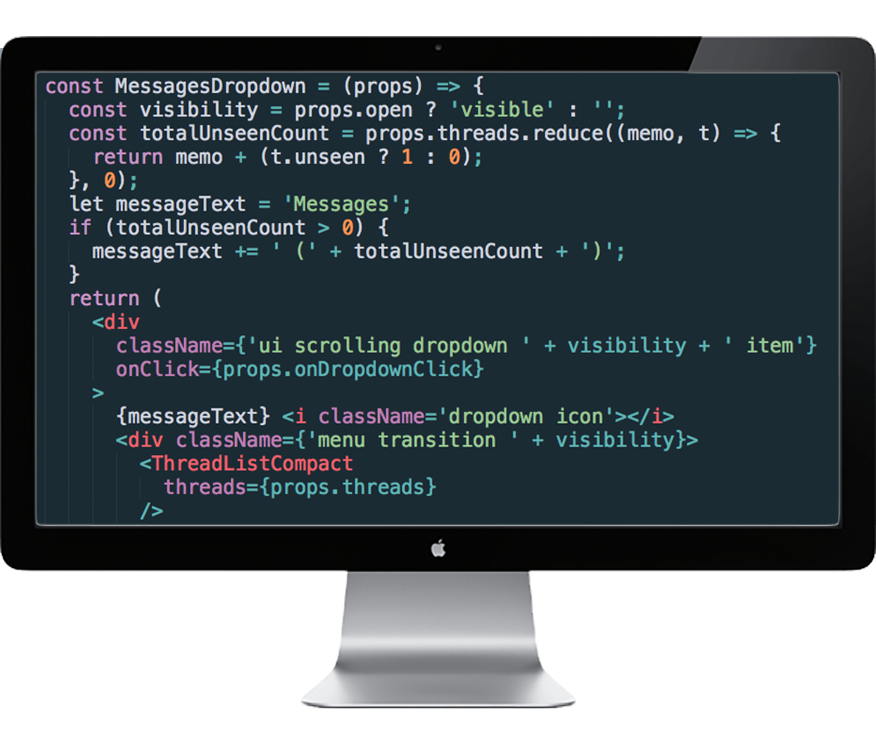 const MessagesDropdown = (props) => {
  const visibility = props.open ? 'visible' : '';
  const totalUnseenCount = props.threads.reduce((memo, t) => {
    return memo + (t.unseen ? 1 : 0);
  }, 0);
  let messageText = 'Messages';
  if (totalUnseenCount > 0) {
    messageText += ' (' + totalUnseenCount + ')';
  }
  return (
    <div
      className={'ui scrolling dropdown ' + visibility + ' item'}
      onClick={props.onDropdownClick}
    >
      {messageText} <i className='dropdown icon'></i>
      <div className={'menu transition ' + visibility}>
        <ThreadListCompact
          threads={props.threads}
        />